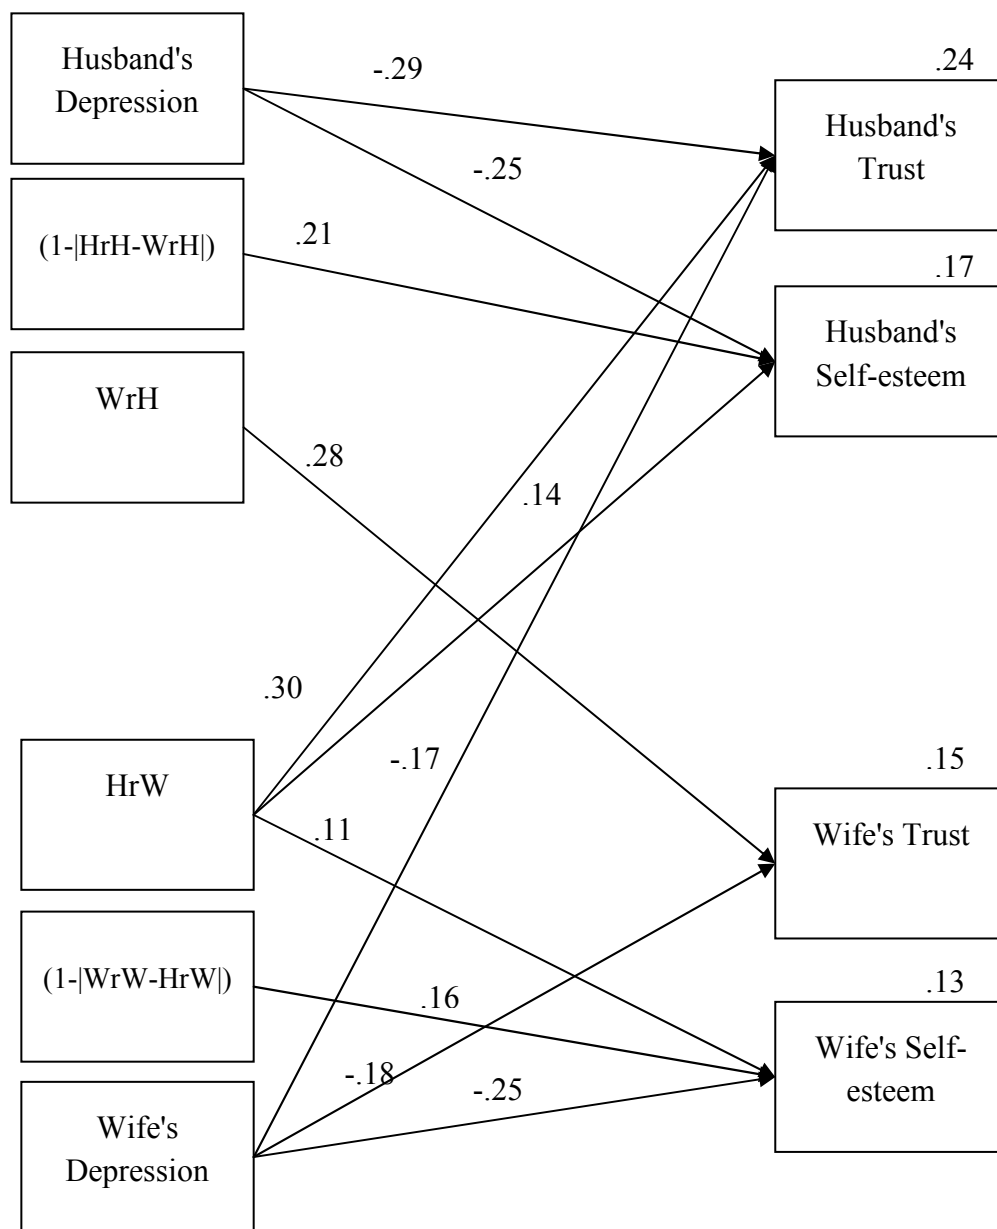 Husband's
Depression
-.29
.24
Husband's
Trust
-.25
(1-|HrH-WrH|)
.21
.17
Husband's
Self-esteem
WrH
.28
.14
.30
HrW
-.17
.11
.15
Wife's Trust
(1-|WrW-HrW|)
.16
.13
Wife's Self-
esteem
-.18
-.25
Wife's
Depression